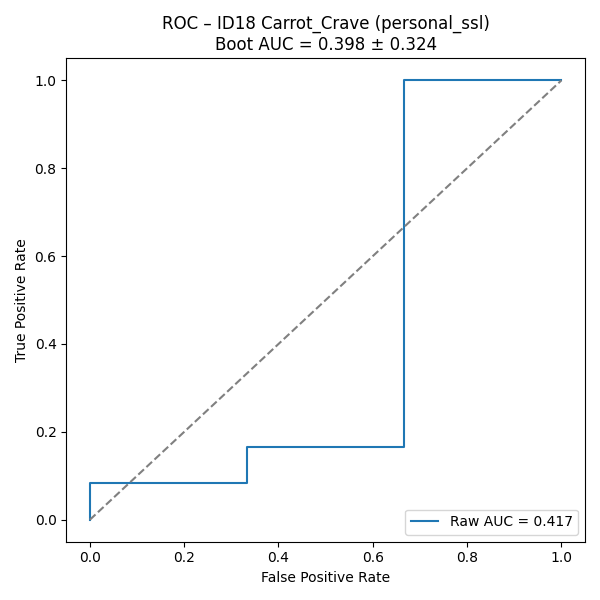 ROC – ID18 Carrot_Crave (personal_ssl)
Boot AUC = 0.398 ± 0.324
True Positive Rate
1.0
0.8
0.6
0.4
0.2
0.0
Raw AUC = 0.417
0.0 0.2 0.4 0.6 0.8 1.0
False Positive Rate